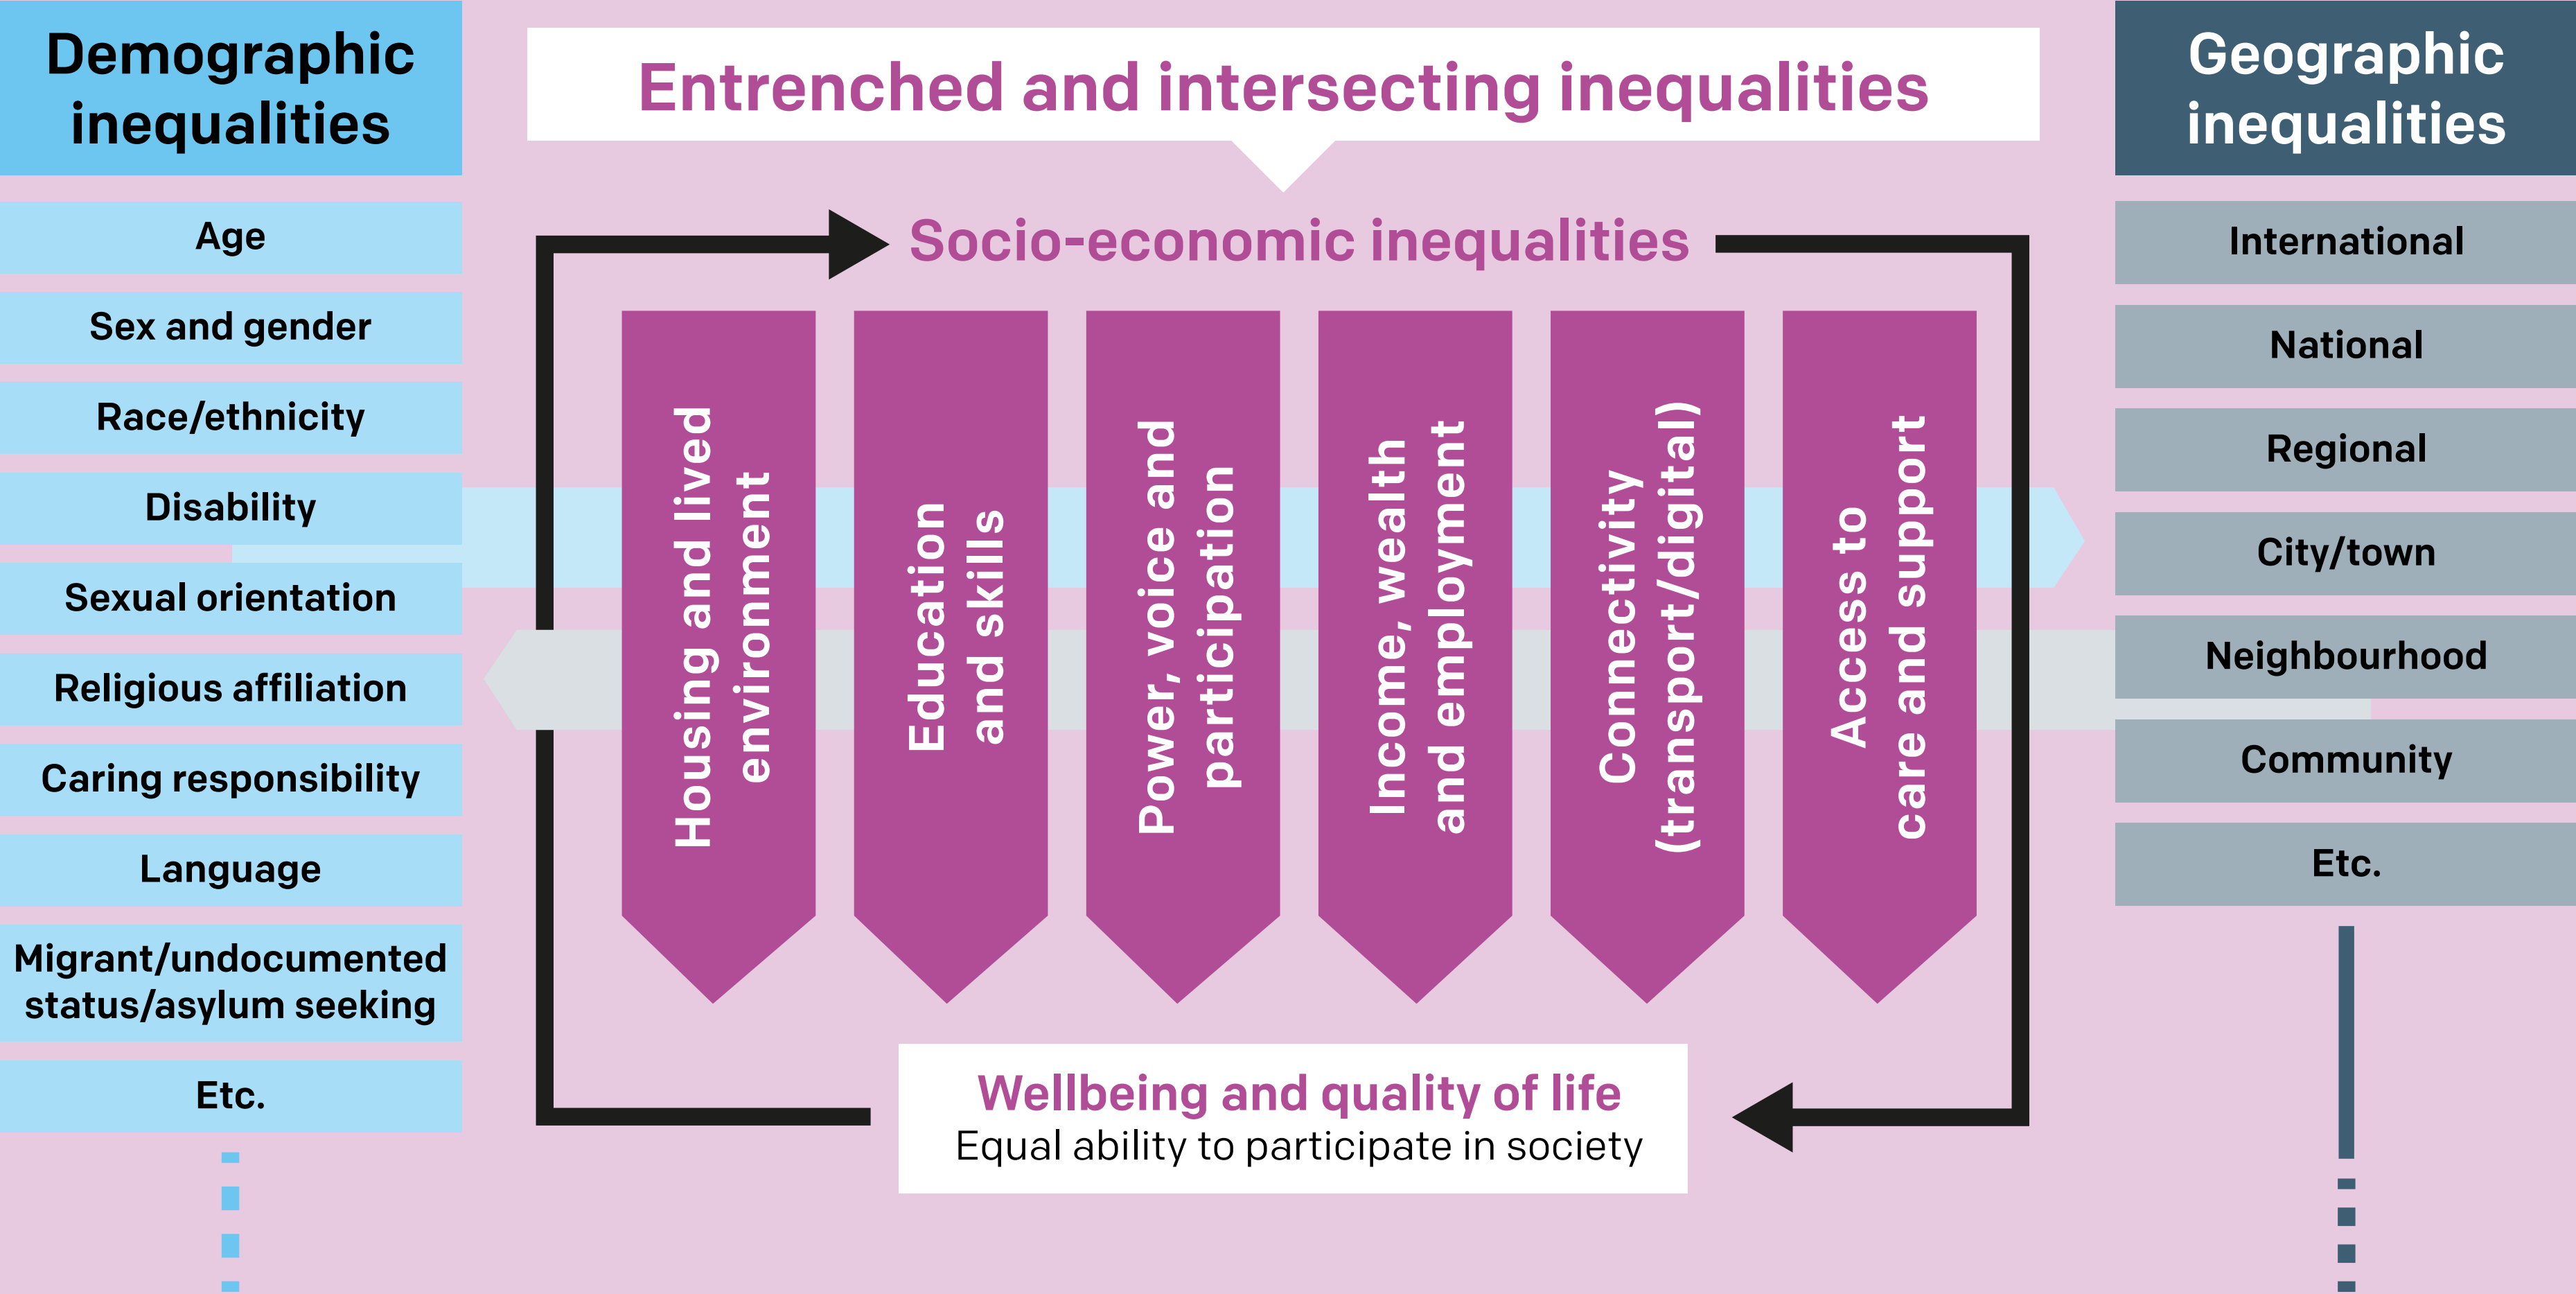 Demographic
inequalities
Age
Sex and gender
Race/ethnicity
Disability
Sexual orientation
Religious affiliation
Caring responsibility
Language
Migrant/undocumented
status/asylum seeking
Etc.
Entrenched and intersecting inequalities
Socio-economic inequalities
Housing and lived
environment
Education
and skills
Power, voice and
participation
Income, wealth
and employment
Connectivity
(transport/digital)
Access to
care and support
Wellbeing and quality of life
Equal ability to participate in society
Geographic
inequalities
International
National
Regional
City/town
Neighbourhood
Community
Etc.